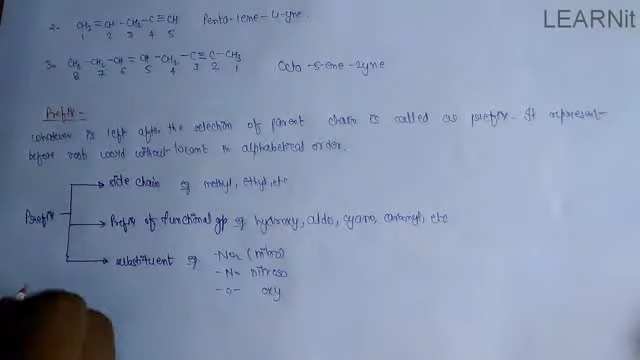 LEARNit
2. CH₂=CH-CH₂-C≡CH Penta-1ene-4-yne.
1 2 3 4 5
3. CH₃-CH₂-CH=CH-CH₂-C≡C-CH₃ Octa-5-ene-2yne
8 7 6 5 4 3 2 1
Prefix -
whatever is left after the selection of parent chain is called as prefix. It represent-
before root word without locant in alphabetical order.
side chain eg methyl, ethyl, etc
Prefix Prefix of functional gp eg hydroxy, aldo, cyano, carbonyl, etc
substituent eg -NO₂ (nitro)
-NO nitroso
-O- oxy